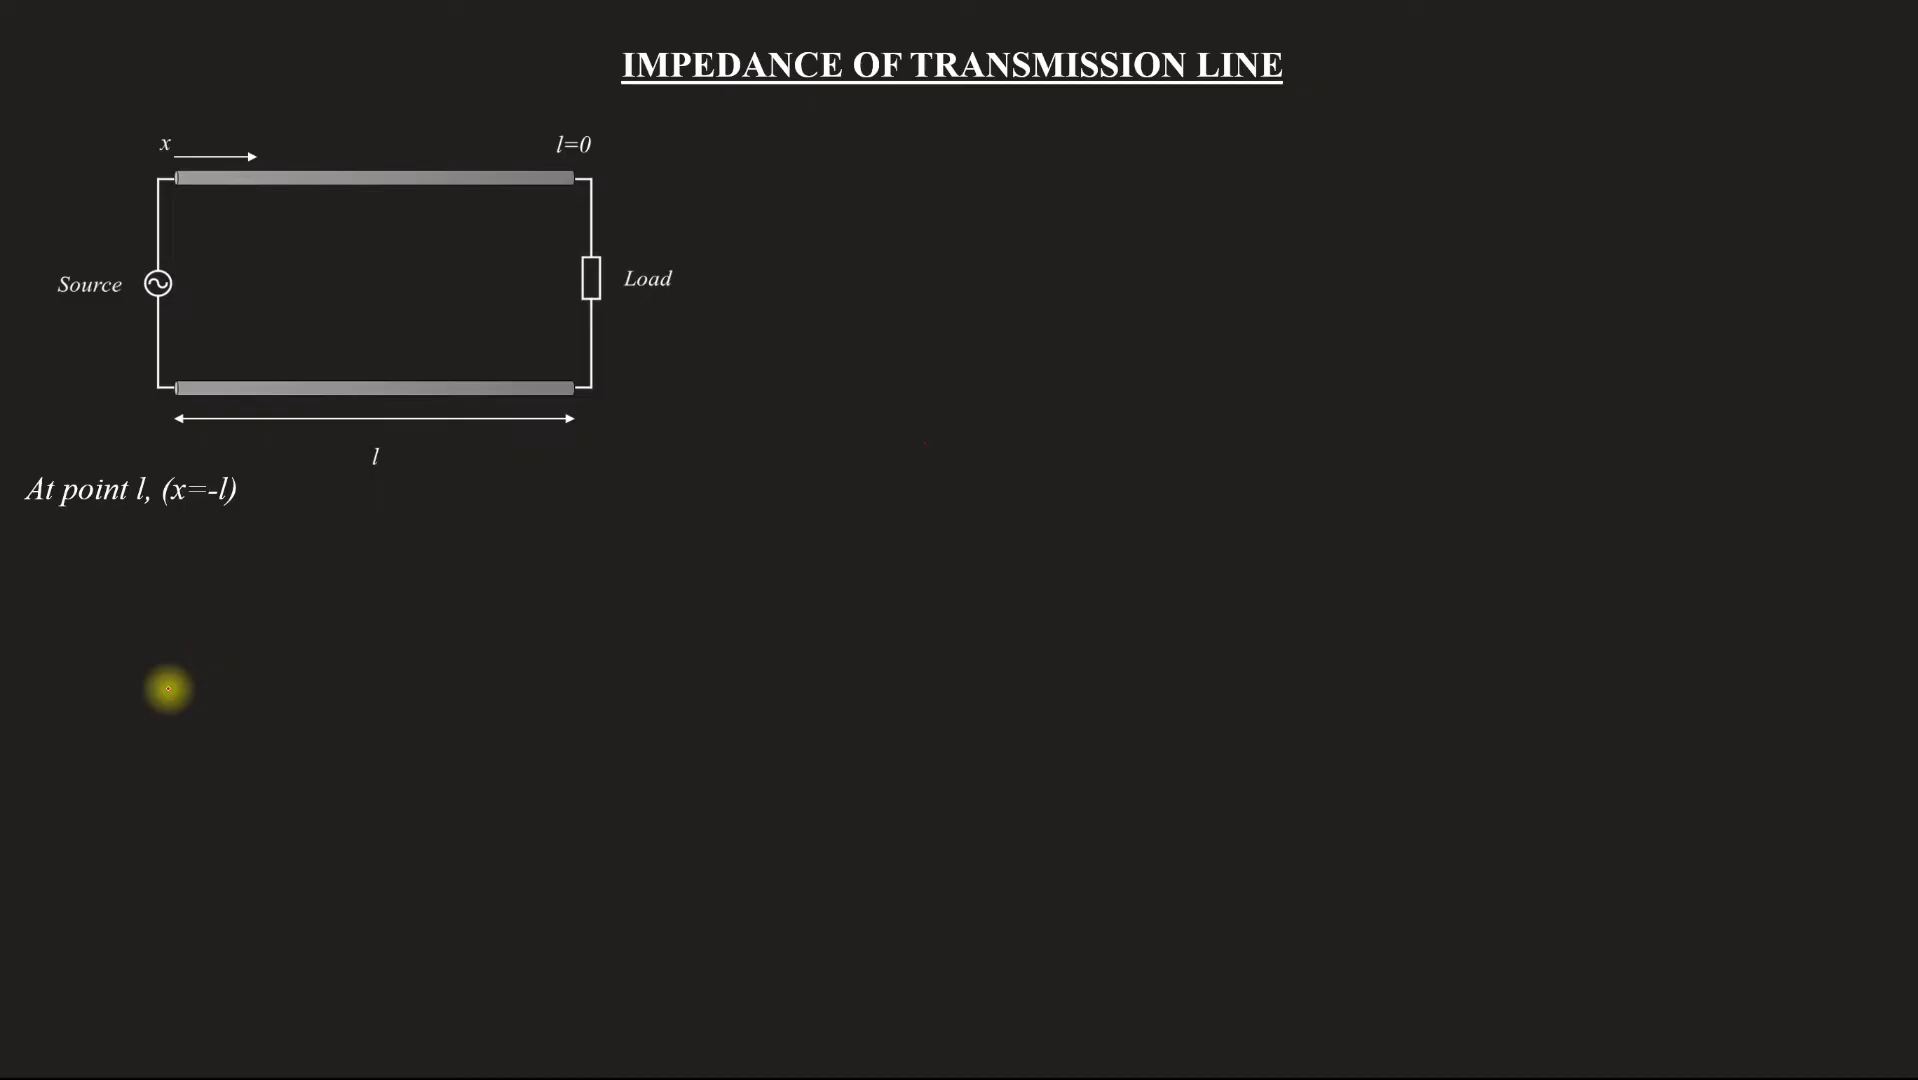 IMPEDANCE OF TRANSMISSION LINE
x
l=0
Source
Load
l
At point l, (x=-l)